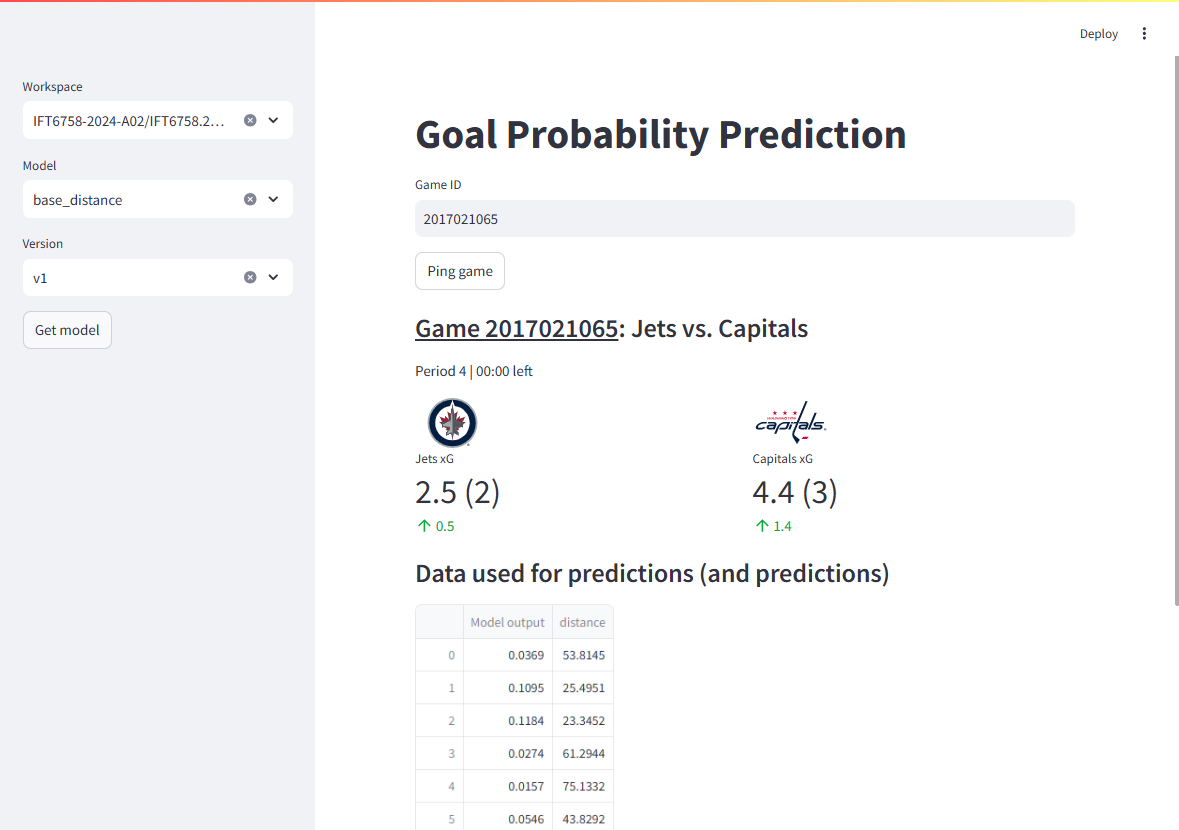 Deploy
Workspace
IFT6758-2024-A02/IFT6758.2...
Model
base_distance
Version
v1
Get model
Goal Probability Prediction
Game ID
2017021065
Ping game
Game 2017021065: Jets vs. Capitals
Period 4 | 00:00 left
capitals
Jets xG
Capitals xG
2.5 (2)
4.4 (3)
↑ 0.5
↑ 1.4
Data used for predictions (and predictions)
Model output distance
0 0.0369 53.8145
1 0.1095 25.4951
2 0.1184 23.3452
3 0.0274 61.2944
4 0.0157 75.1332
5 0.0546 43.8292